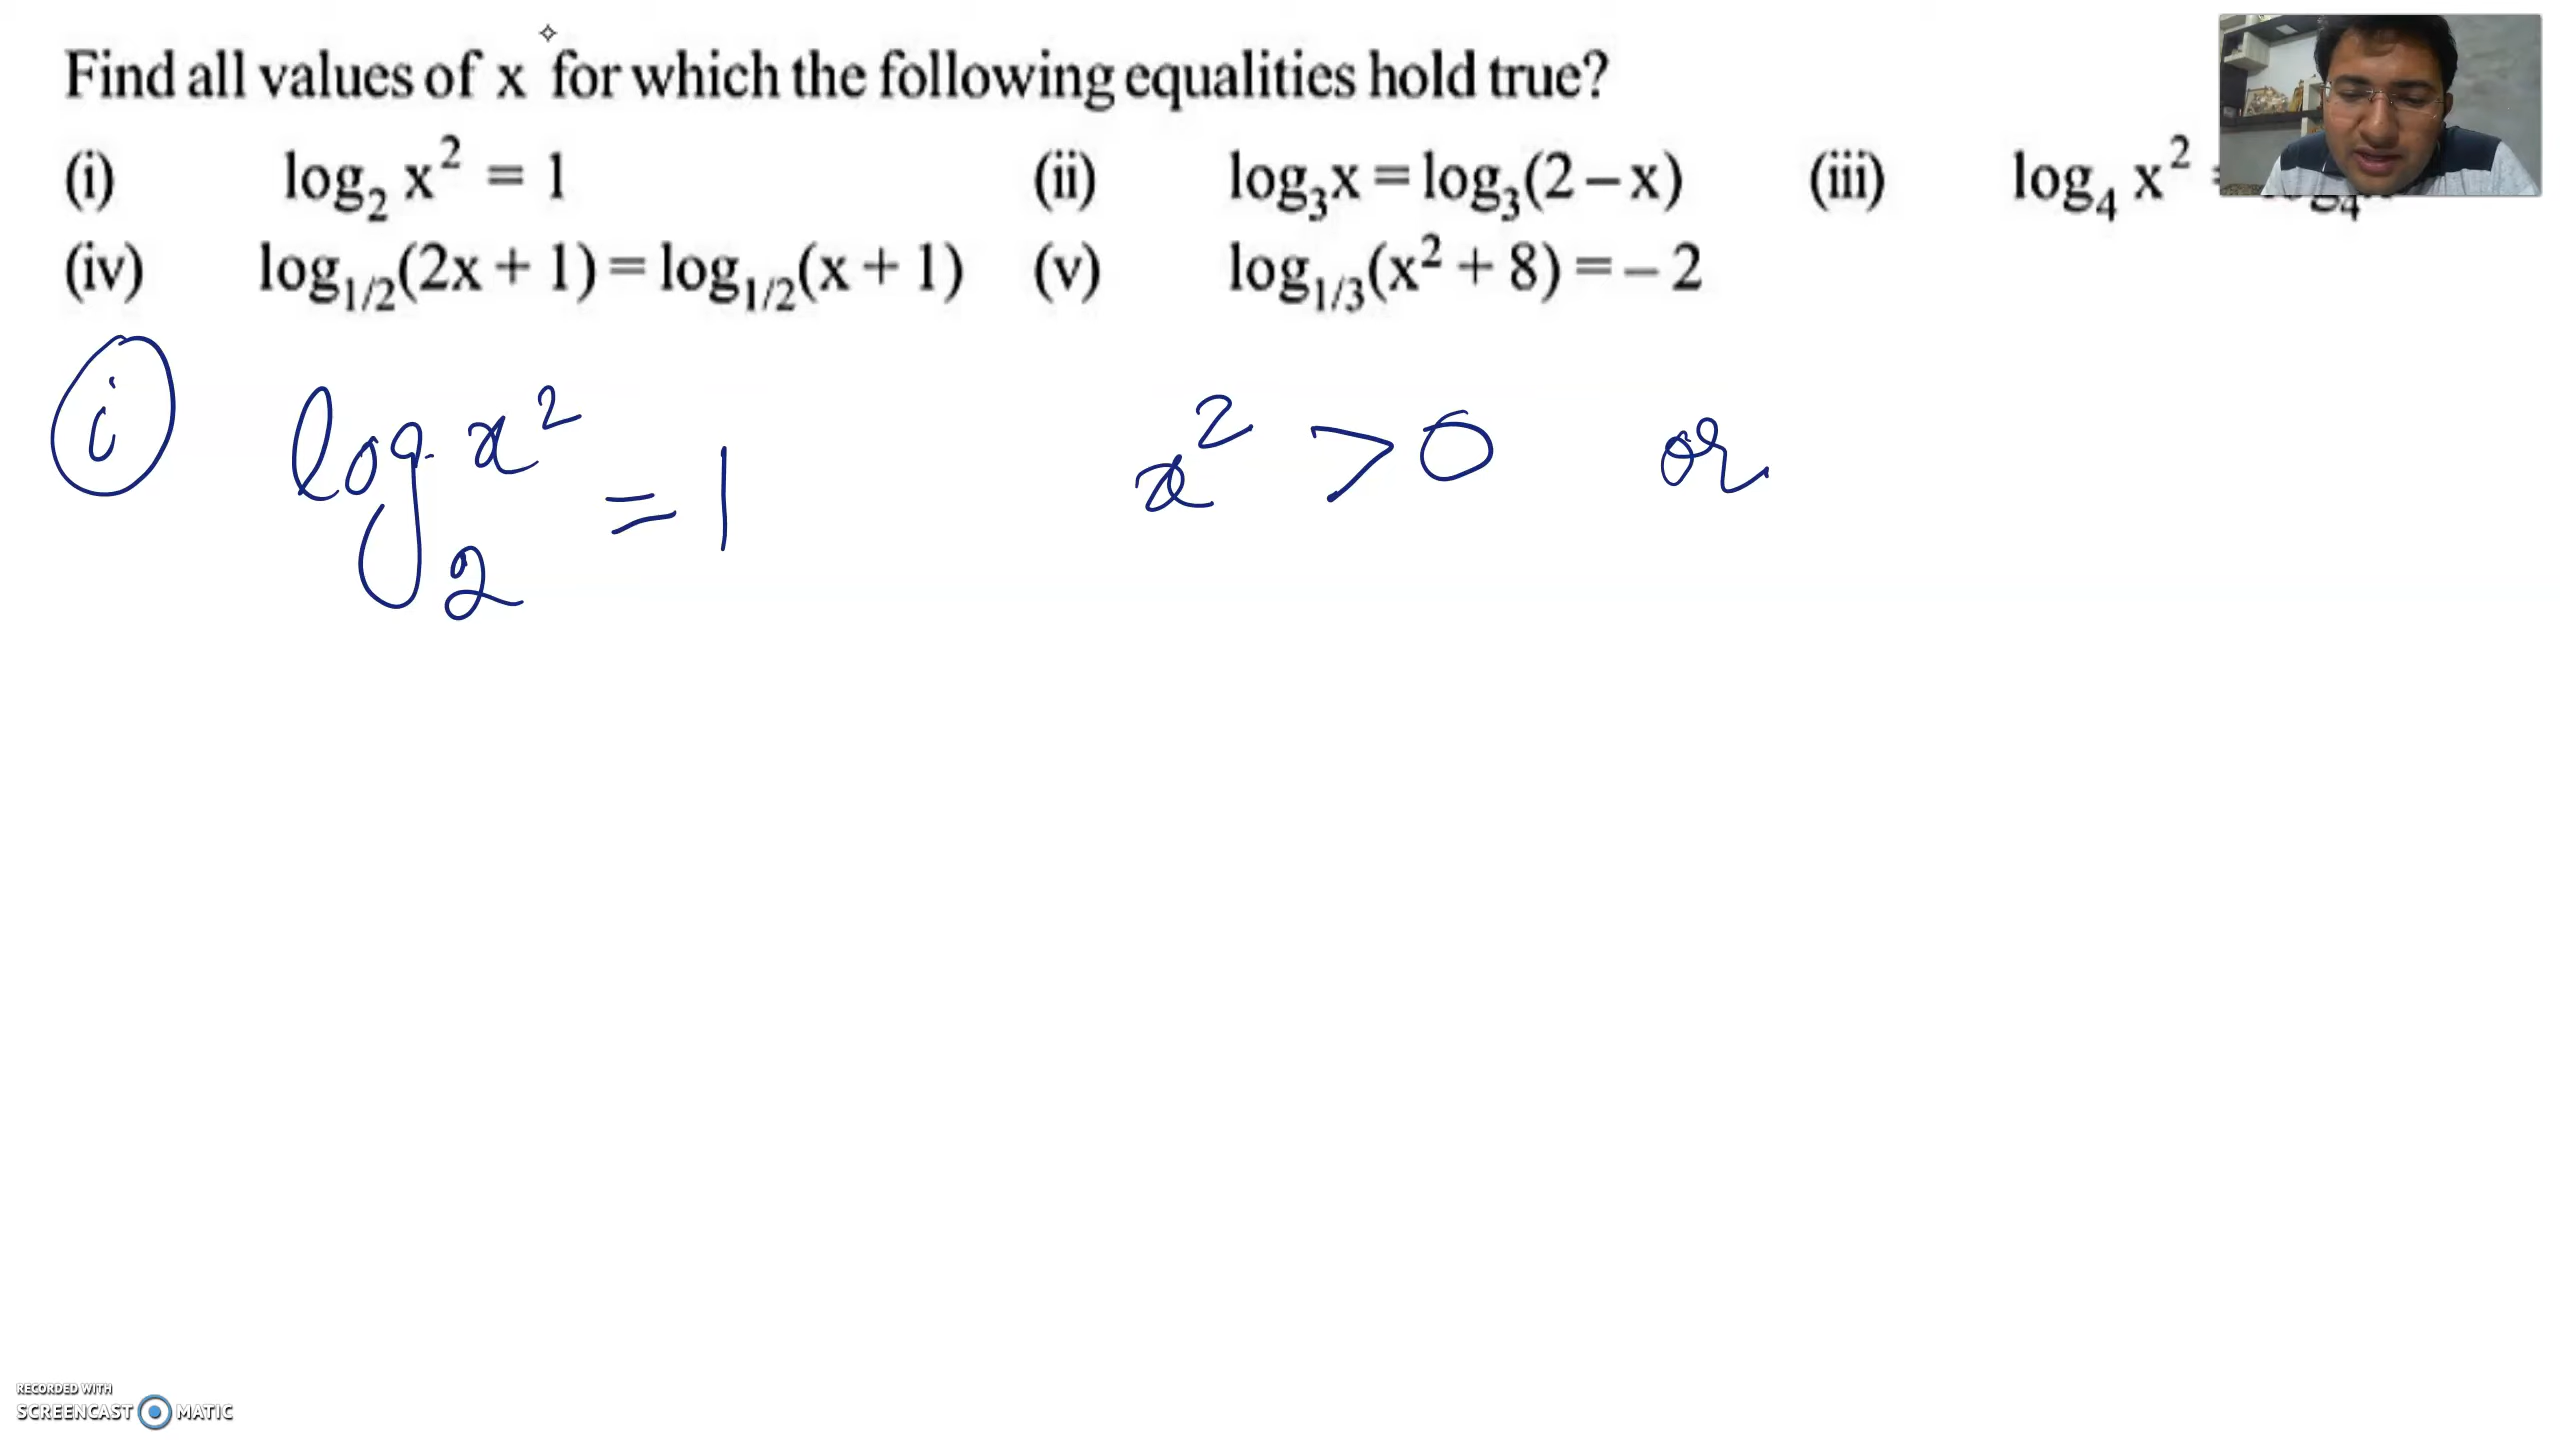 Find all values of x for which the following equalities hold true?
(i) log₂ x² = 1 (ii) log₃x = log₃(2 – x) (iii) log₄ x² = log₄
(iv) log₁/₂(2x + 1) = log₁/₂(x + 1) (v) log₁/₃(x² + 8) = – 2
i log₂ x² = 1 x² > 0 or
RECORDED WITH
SCREENCAST MATIC